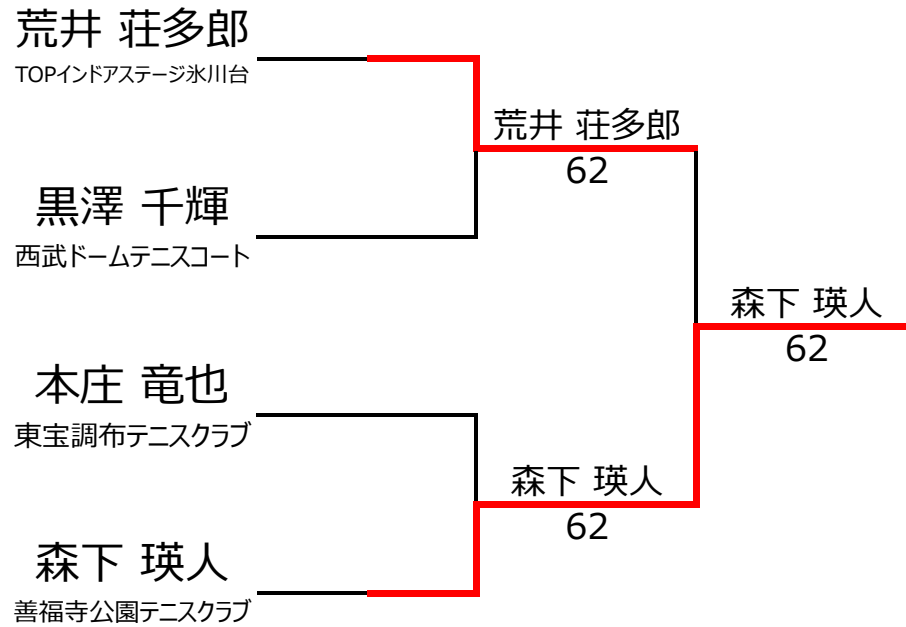 荒井 荘多郎
TOPインドアステージ氷川台
荒井 荘多郎
62
黒澤 千輝
西武ドームテニスコート
森下 瑛人
62
本庄 竜也
東宝調布テニスクラブ
森下 瑛人
62
森下 瑛人
善福寺公園テニスクラブ